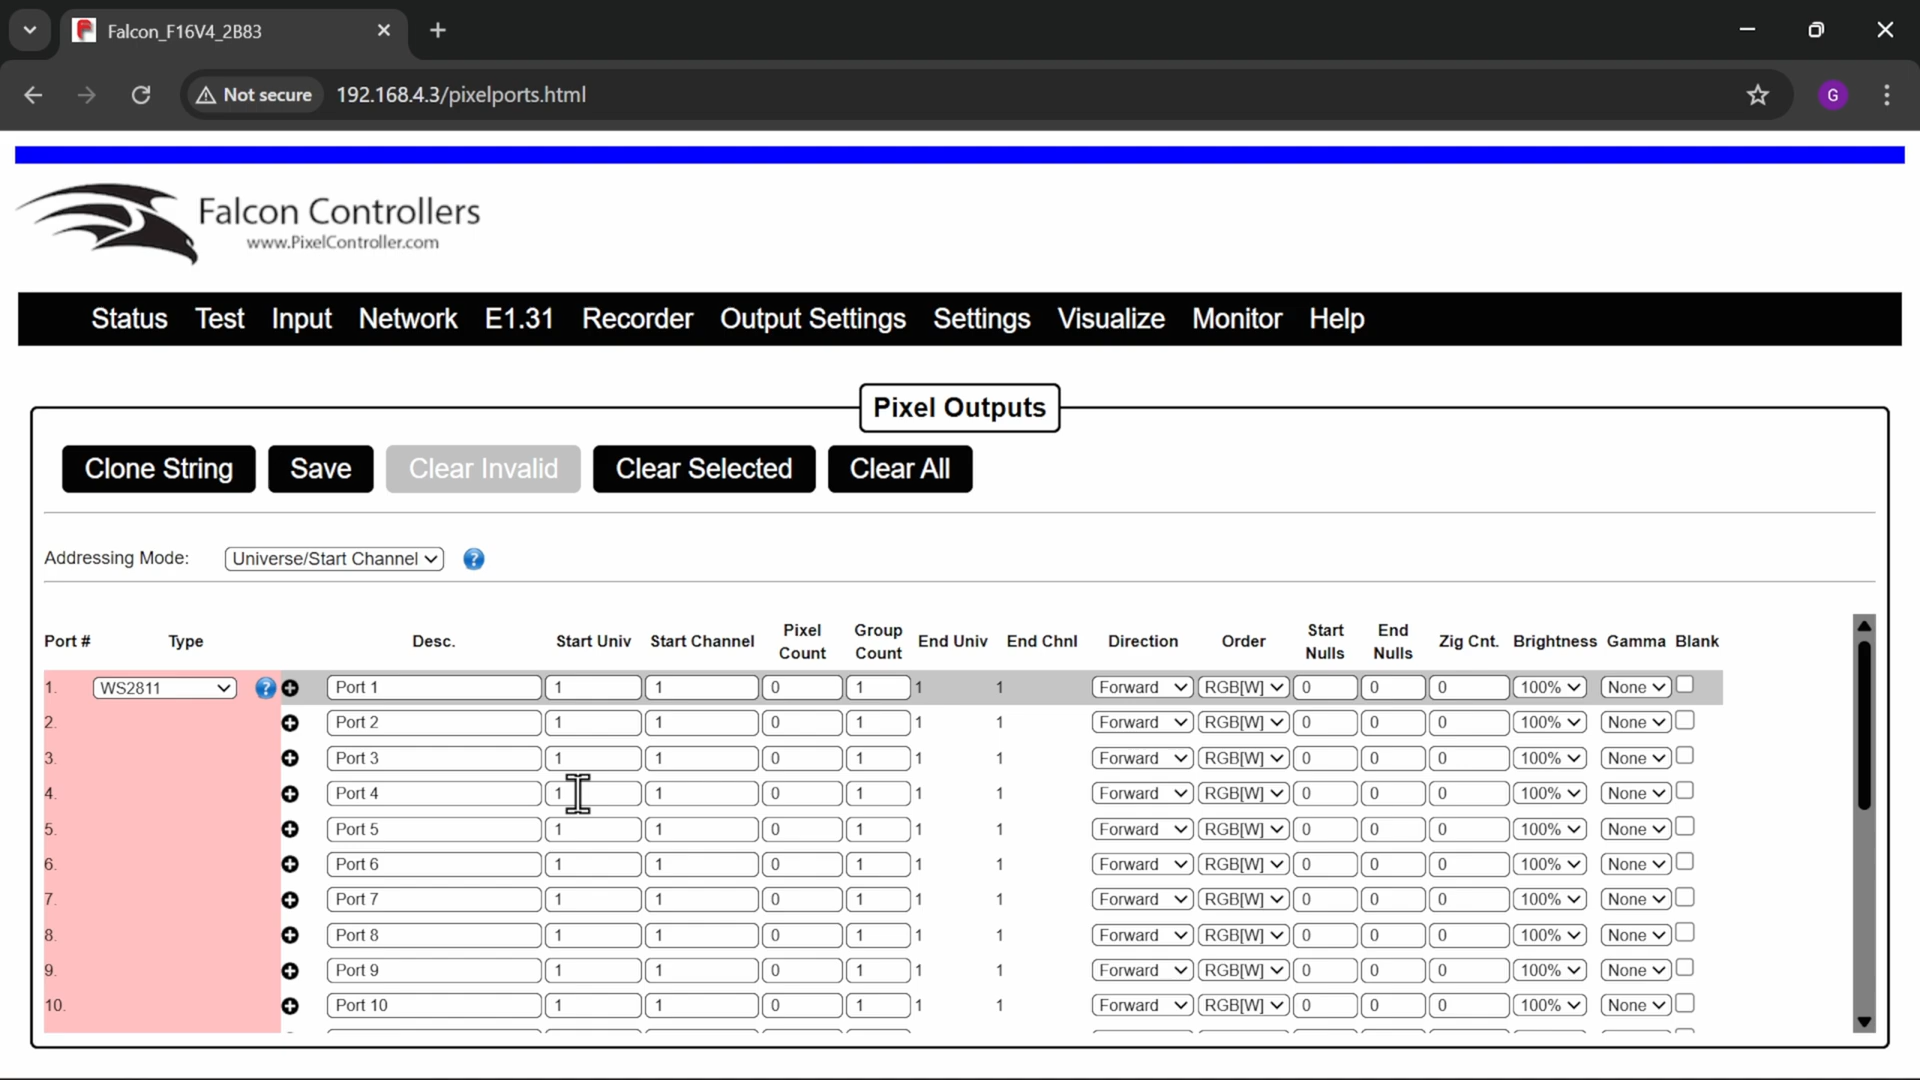 Falcon_F16V4_2B83
Not secure 192.168.4.3/pixelports.html
G
Falcon Controllers
www.PixelController.com
Status Test Input Network E1.31 Recorder Output Settings Settings Visualize Monitor Help
Pixel Outputs
Clone String Save Clear Invalid Clear Selected Clear All
Addressing Mode: Universe/Start Channel ?
Port # Type Desc. Start Univ Start Channel Pixel Count Group Count End Univ End Chnl Direction Order Start Nulls End Nulls Zig Cnt. Brightness Gamma Blank
1. WS2811 ? Port 1 1 1 0 1 1 1 Forward RGB[W] 0 0 0 100% None
2. Port 2 1 1 0 1 1 1 Forward RGB[W] 0 0 0 100% None
3. Port 3 1 1 0 1 1 1 Forward RGB[W] 0 0 0 100% None
4. Port 4 1 1 0 1 1 1 Forward RGB[W] 0 0 0 100% None
5. Port 5 1 1 0 1 1 1 Forward RGB[W] 0 0 0 100% None
6. Port 6 1 1 0 1 1 1 Forward RGB[W] 0 0 0 100% None
7. Port 7 1 1 0 1 1 1 Forward RGB[W] 0 0 0 100% None
8. Port 8 1 1 0 1 1 1 Forward RGB[W] 0 0 0 100% None
9. Port 9 1 1 0 1 1 1 Forward RGB[W] 0 0 0 100% None
10. Port 10 1 1 0 1 1 1 Forward RGB[W] 0 0 0 100% None